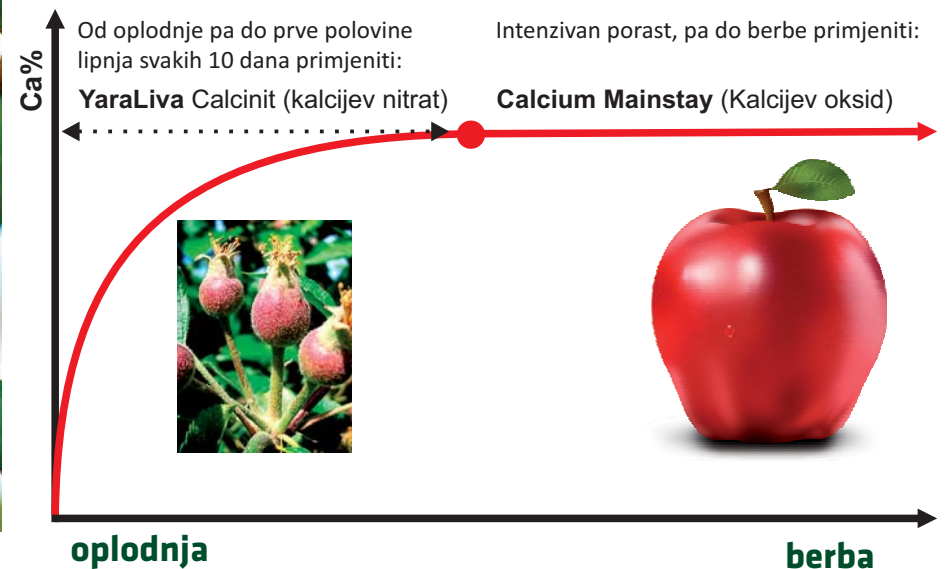 Od oplodnje pa do prve polovine
lipnja svakih 10 dana primjeniti:
YaraLiva Calcinit (kalcijev nitrat)
Intenzivan porast, pa do berbe primjeniti:
Calcium Mainstay (Kalcijev oksid)
Ca%
oplodnja
berba